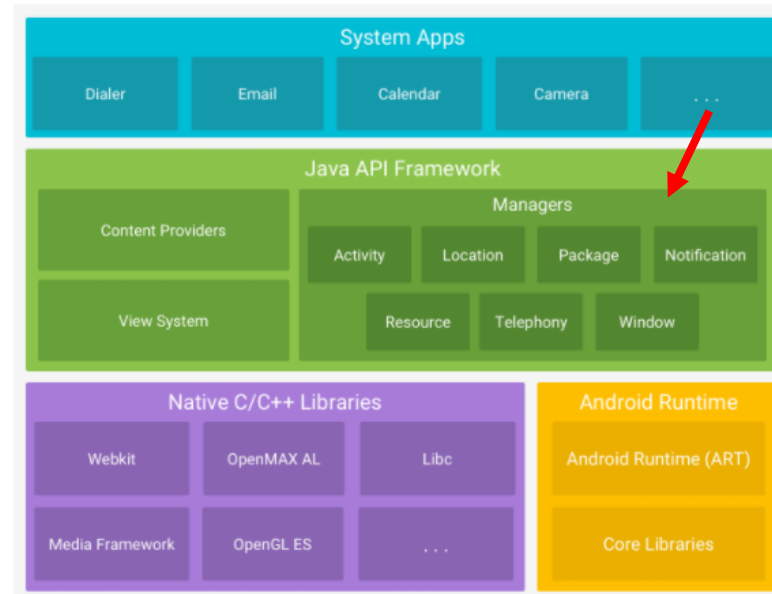 System Apps
Dialer
Email
Calendar
Camera
...
Java API Framework
Content Providers
View System
Managers
Activity
Location
Package
Notification
Resource
Telephony
Window
Native C/C++ Libraries
Webkit
OpenMAX AL
Libc
Media Framework
OpenGL ES
...
Android Runtime
Android Runtime (ART)
Core Libraries